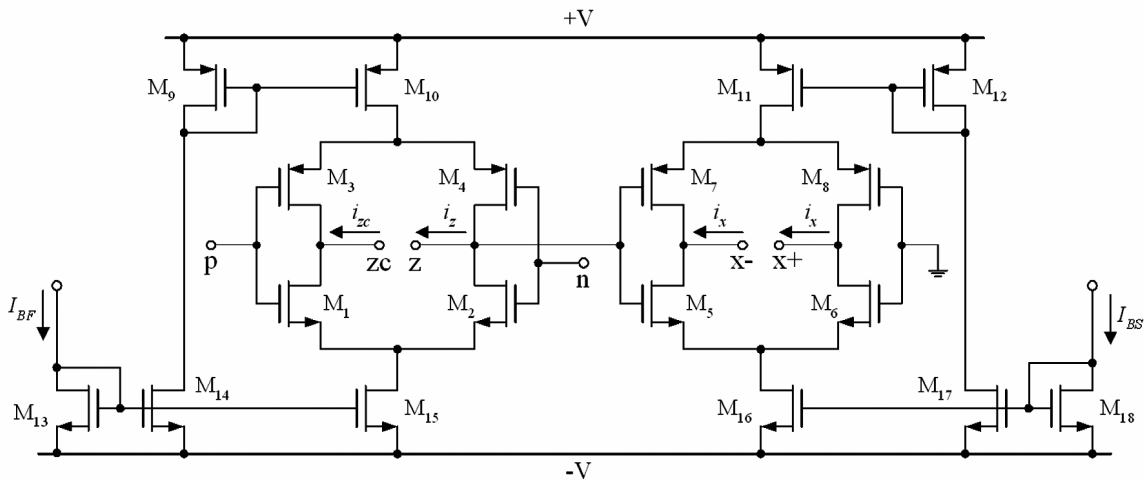 +V
M9 M10 M11 M12
M3 M4 M7 M8
izc iz ix ix
p zc z n x- x+
M1 M2 M5 M6
IBF IBS
M14 M17
M13 M15 M16 M18
-V